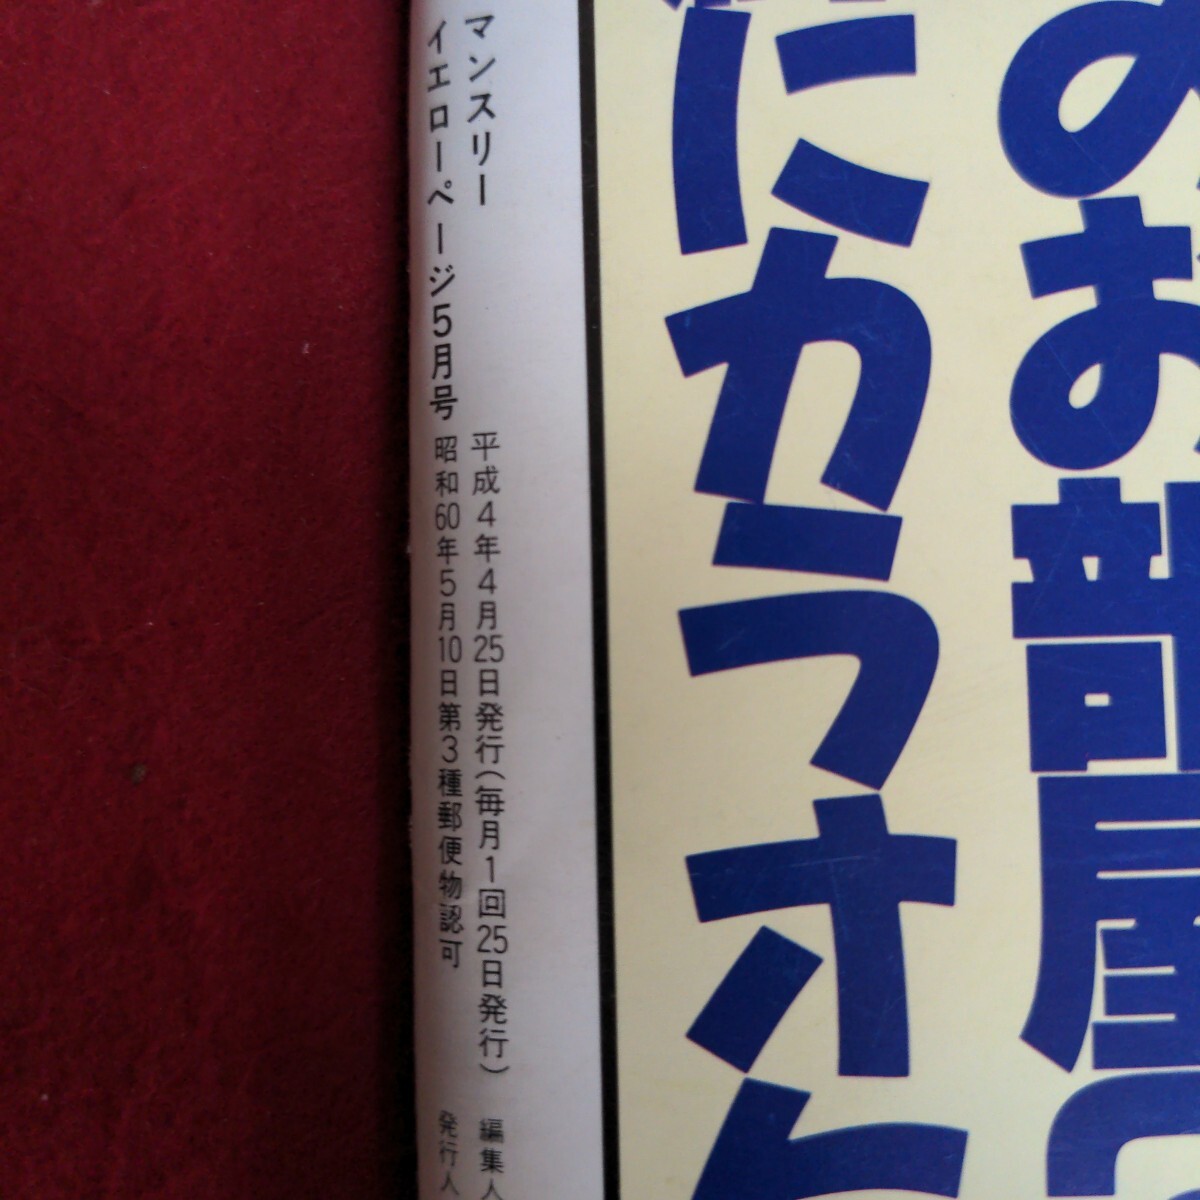 マンスリー
イエローページ5月号
平成4年4月25日発行(毎月1回25日発行) 編集人
昭和60年5月10日第3種郵便物認可 発行人
のお部屋
にカラオケ